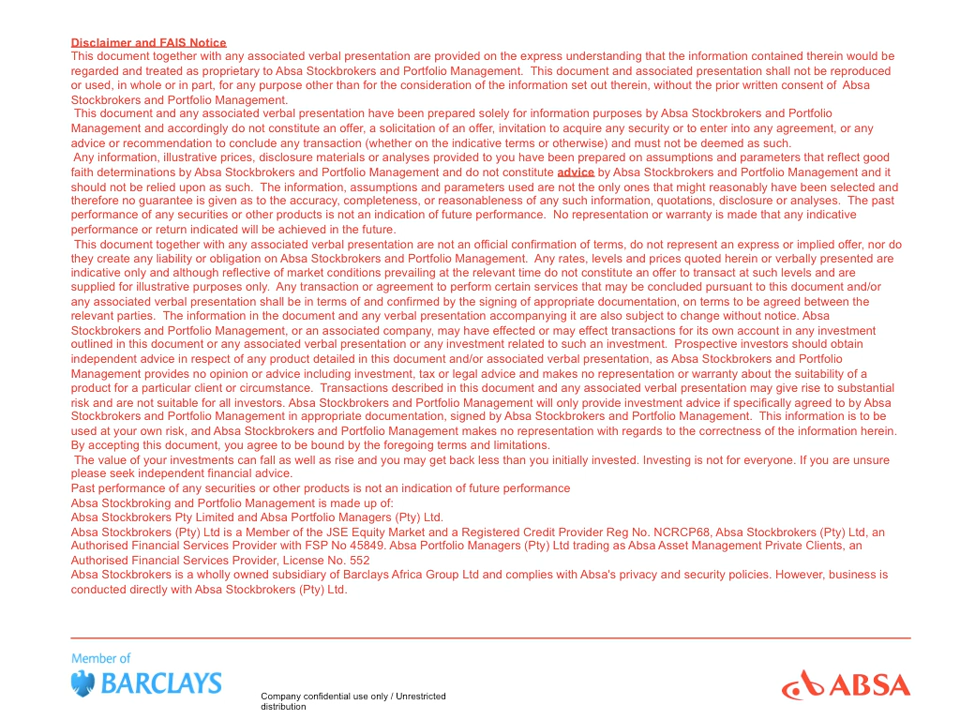 Disclaimer and FAIS Notice
This document together with any associated verbal presentation are provided on the express understanding that the information contained therein would be
regarded and treated as proprietary to Absa Stockbrokers and Portfolio Management.  This document and associated presentation shall not be reproduced
or used, in whole or in part, for any purpose other than for the consideration of the information set out therein, without the prior written consent of  Absa
Stockbrokers and Portfolio Management.
This document and any associated verbal presentation have been prepared solely for information purposes by Absa Stockbrokers and Portfolio
Management and accordingly do not constitute an offer, a solicitation of an offer, invitation to acquire any security or to enter into any agreement, or any
advice or recommendation to conclude any transaction (whether on the indicative terms or otherwise) and must not be deemed as such.
Any information, illustrative prices, disclosure materials or analyses provided to you have been prepared on assumptions and parameters that reflect good
faith determinations by Absa Stockbrokers and Portfolio Management and do not constitute advice by Absa Stockbrokers and Portfolio Management and it
should not be relied upon as such.  The information, assumptions and parameters used are not the only ones that might reasonably have been selected and
therefore no guarantee is given as to the accuracy, completeness, or reasonableness of any such information, quotations, disclosure or analyses.  The past
performance of any securities or other products is not an indication of future performance.  No representation or warranty is made that any indicative
performance or return indicated will be achieved in the future.
This document together with any associated verbal presentation are not an official confirmation of terms, do not represent an express or implied offer, nor do
they create any liability or obligation on Absa Stockbrokers and Portfolio Management.  Any rates, levels and prices quoted herein or verbally presented are
indicative only and although reflective of market conditions prevailing at the relevant time do not constitute an offer to transact at such levels and are
supplied for illustrative purposes only.  Any transaction or agreement to perform certain services that may be concluded pursuant to this document and/or
any associated verbal presentation shall be in terms of and confirmed by the signing of appropriate documentation, on terms to be agreed between the
relevant parties.  The information in the document and any verbal presentation accompanying it are also subject to change without notice. Absa
Stockbrokers and Portfolio Management, or an associated company, may have effected or may effect transactions for its own account in any investment
outlined in this document or any associated verbal presentation or any investment related to such an investment.  Prospective investors should obtain
independent advice in respect of any product detailed in this document and/or associated verbal presentation, as Absa Stockbrokers and Portfolio
Management provides no opinion or advice including investment, tax or legal advice and makes no representation or warranty about the suitability of a
product for a particular client or circumstance.  Transactions described in this document and any associated verbal presentation may give rise to substantial
risk and are not suitable for all investors. Absa Stockbrokers and Portfolio Management will only provide investment advice if specifically agreed to by Absa
Stockbrokers and Portfolio Management in appropriate documentation, signed by Absa Stockbrokers and Portfolio Management.  This information is to be
used at your own risk, and Absa Stockbrokers and Portfolio Management makes no representation with regards to the correctness of the information herein.
By accepting this document, you agree to be bound by the foregoing terms and limitations.
The value of your investments can fall as well as rise and you may get back less than you initially invested. Investing is not for everyone. If you are unsure
please seek independent financial advice.
Past performance of any securities or other products is not an indication of future performance
Absa Stockbroking and Portfolio Management is made up of:
Absa Stockbrokers Pty Limited and Absa Portfolio Managers (Pty) Ltd.
Absa Stockbrokers (Pty) Ltd is a Member of the JSE Equity Market and a Registered Credit Provider Reg No. NCRCP68, Absa Stockbrokers (Pty) Ltd, an
Authorised Financial Services Provider with FSP No 45849. Absa Portfolio Managers (Pty) Ltd trading as Absa Asset Management Private Clients, an
Authorised Financial Services Provider, License No. 552
Absa Stockbrokers is a wholly owned subsidiary of Barclays Africa Group Ltd and complies with Absa's privacy and security policies. However, business is
conducted directly with Absa Stockbrokers (Pty) Ltd.
Member of
BARCLAYS
Company confidential use only / Unrestricted
distribution
ABSA